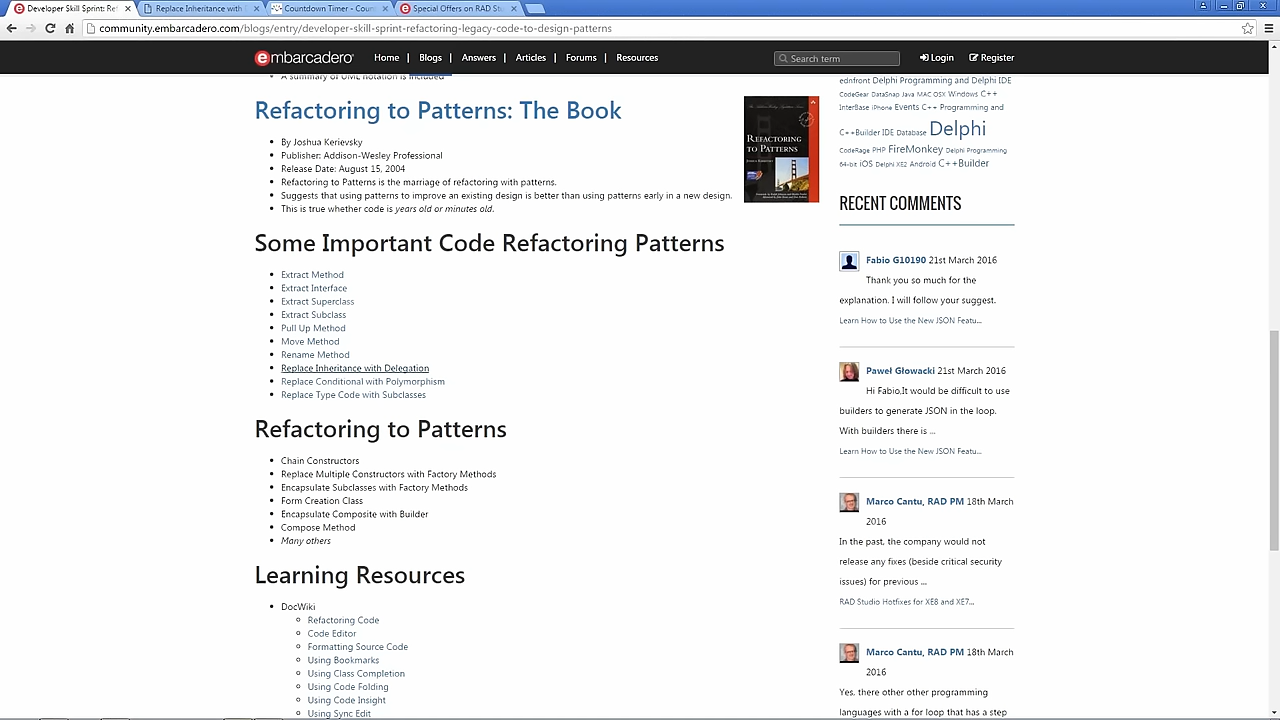 Developer Skill Sprint: Ref
Replace Inheritance with D
Countdown Timer - Coun
Special Offers on RAD Stu
community.embarcadero.com/blogs/entry/developer-skill-sprint-refactoring-legacy-code-to-design-patterns
embarcadero
Home | Blogs | Answers | Articles | Forums | Resources
Search term
Login
Register
A summary of UML notation is included
Refactoring to Patterns: The Book
By Joshua Kerievsky
Publisher: Addison-Wesley Professional
Release Date: August 15, 2004
Refactoring to Patterns is the marriage of refactoring with patterns.
Suggests that using patterns to improve an existing design is better than using patterns early in a new design.
This is true whether code is years old or minutes old.
REFACTORING
TO PATTERNS
Some Important Code Refactoring Patterns
Extract Method
Extract Interface
Extract Superclass
Extract Subclass
Pull Up Method
Move Method
Rename Method
Replace Inheritance with Delegation
Replace Conditional with Polymorphism
Replace Type Code with Subclasses
Refactoring to Patterns
Chain Constructors
Replace Multiple Constructors with Factory Methods
Encapsulate Subclasses with Factory Methods
Form Creation Class
Encapsulate Composite with Builder
Compose Method
Many others
Learning Resources
DocWiki
Refactoring Code
Code Editor
Formatting Source Code
Using Bookmarks
Using Class Completion
Using Code Folding
Using Code Insight
Using Sync Edit
ednfront Delphi Programming and Delphi IDE
CodeGear DataSnap Java MAC OSX Windows C++
InterBase iPhone Events C++ Programming and
C++Builder IDE Database Delphi
CodeRage PHP FireMonkey Delphi Programming
64-bit iOS Delphi XE2 Android C++Builder
RECENT COMMENTS
Fabio G10190 21st March 2016
Thank you so much for the
explanation. I will follow your suggest.
Learn How to Use the New JSON Featu...
Paweł Głowacki 21st March 2016
Hi Fabio,It would be difficult to use
builders to generate JSON in the loop.
With builders there is ...
Learn How to Use the New JSON Featu...
Marco Cantu, RAD PM 18th March
2016
In the past, the company would not
release any fixes (beside critical security
issues) for previous ...
RAD Studio Hotfixes for XE8 and XE7...
Marco Cantu, RAD PM 18th March
2016
Yes, there other other programming
languages with a for loop that has a step